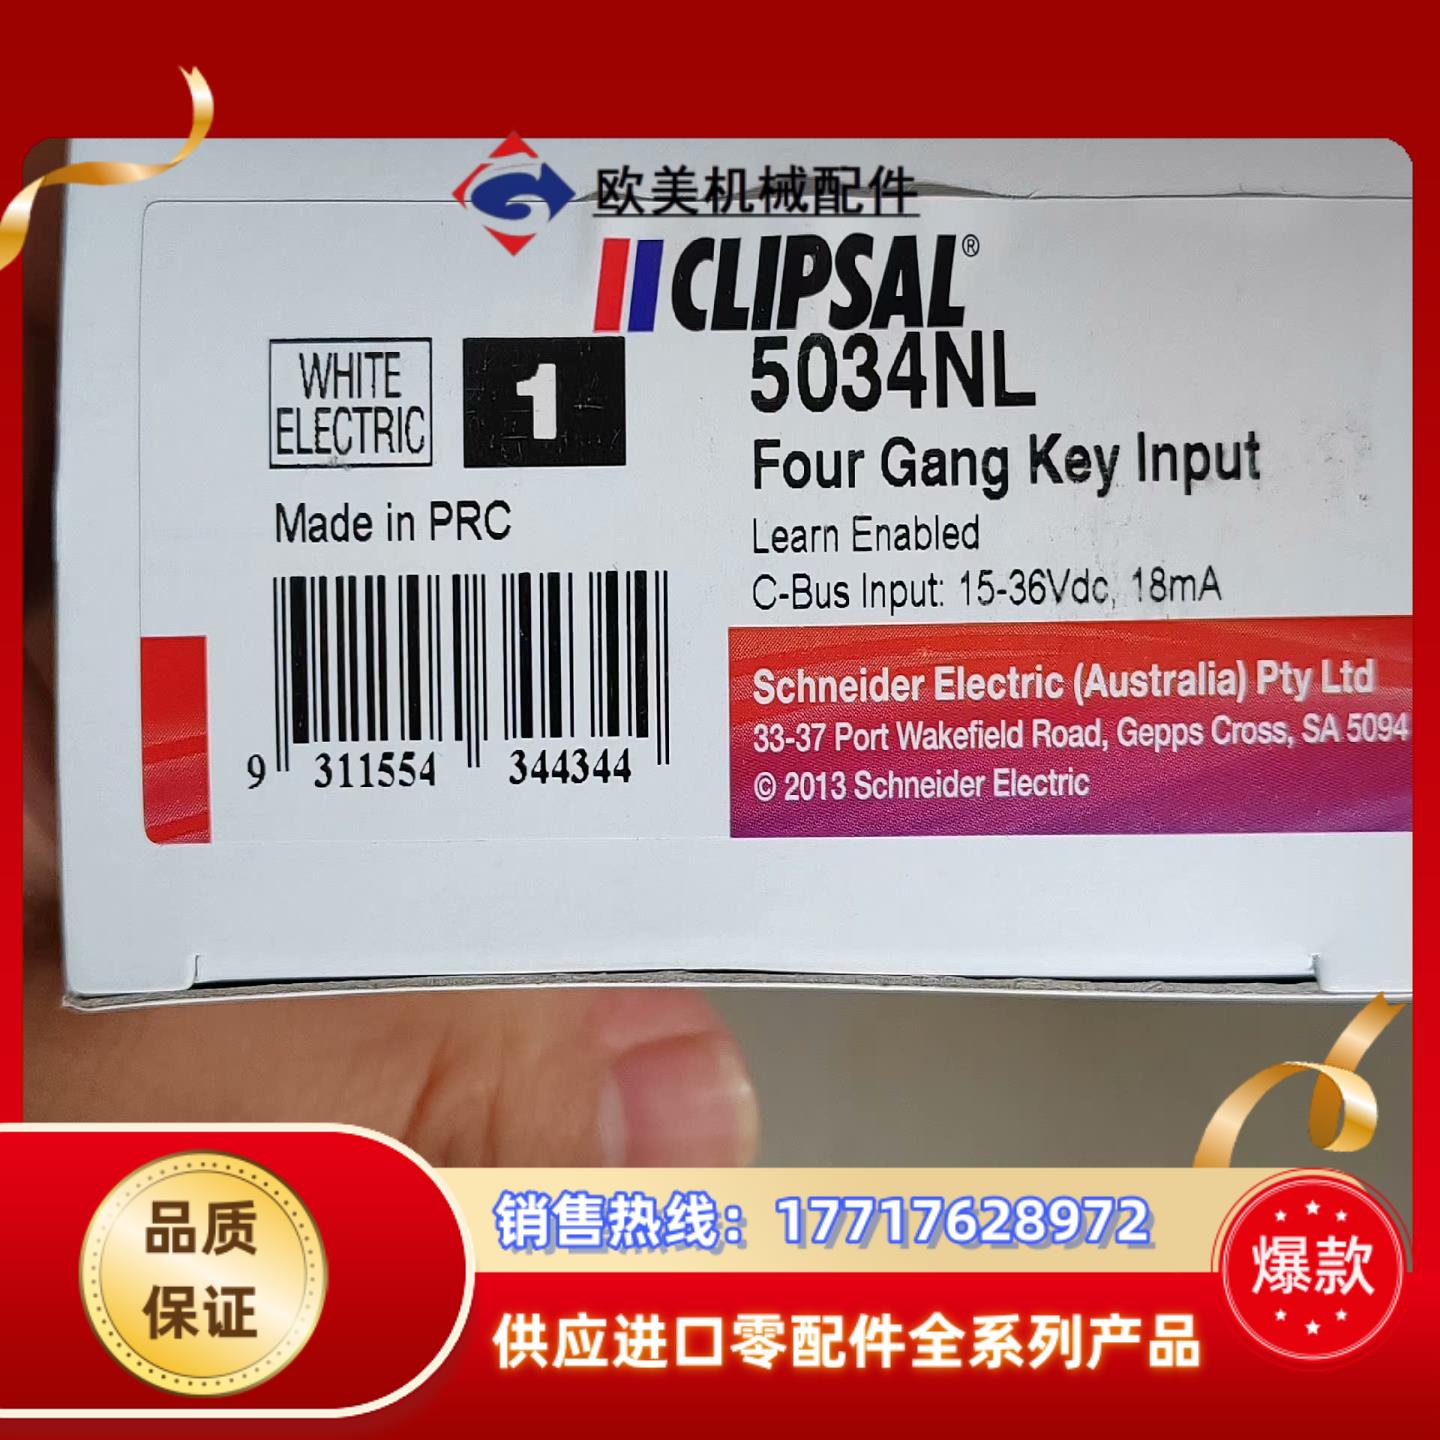 欧美机械配件
CLIPSAL®
WHITE
ELECTRIC
1
5034NL
Four Gang Key Input
Made in PRC
Learn Enabled
C-Bus Input: 15-36Vdc, 18mA
9 311554 344344
Schneider Electric (Australia) Pty Ltd
33-37 Port Wakefield Road, Gepps Cross, SA 5094
© 2013 Schneider Electric
品质
保证
销售热线：17717628972
爆款
供应进口零配件全系列产品